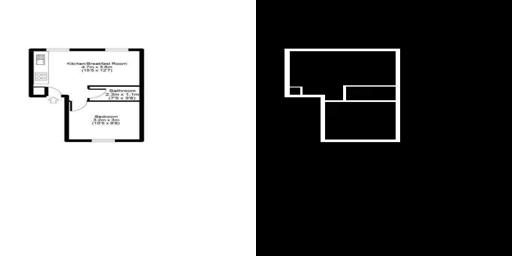 Kitchen/Breakfast Room
4.7m x 3.8m
(15'5 x 12'7)
Bathroom
2.3m x 1.1m
(7'6 x 3'8)
Bedroom
3.2m x 3m
(10'5 x 9'8)